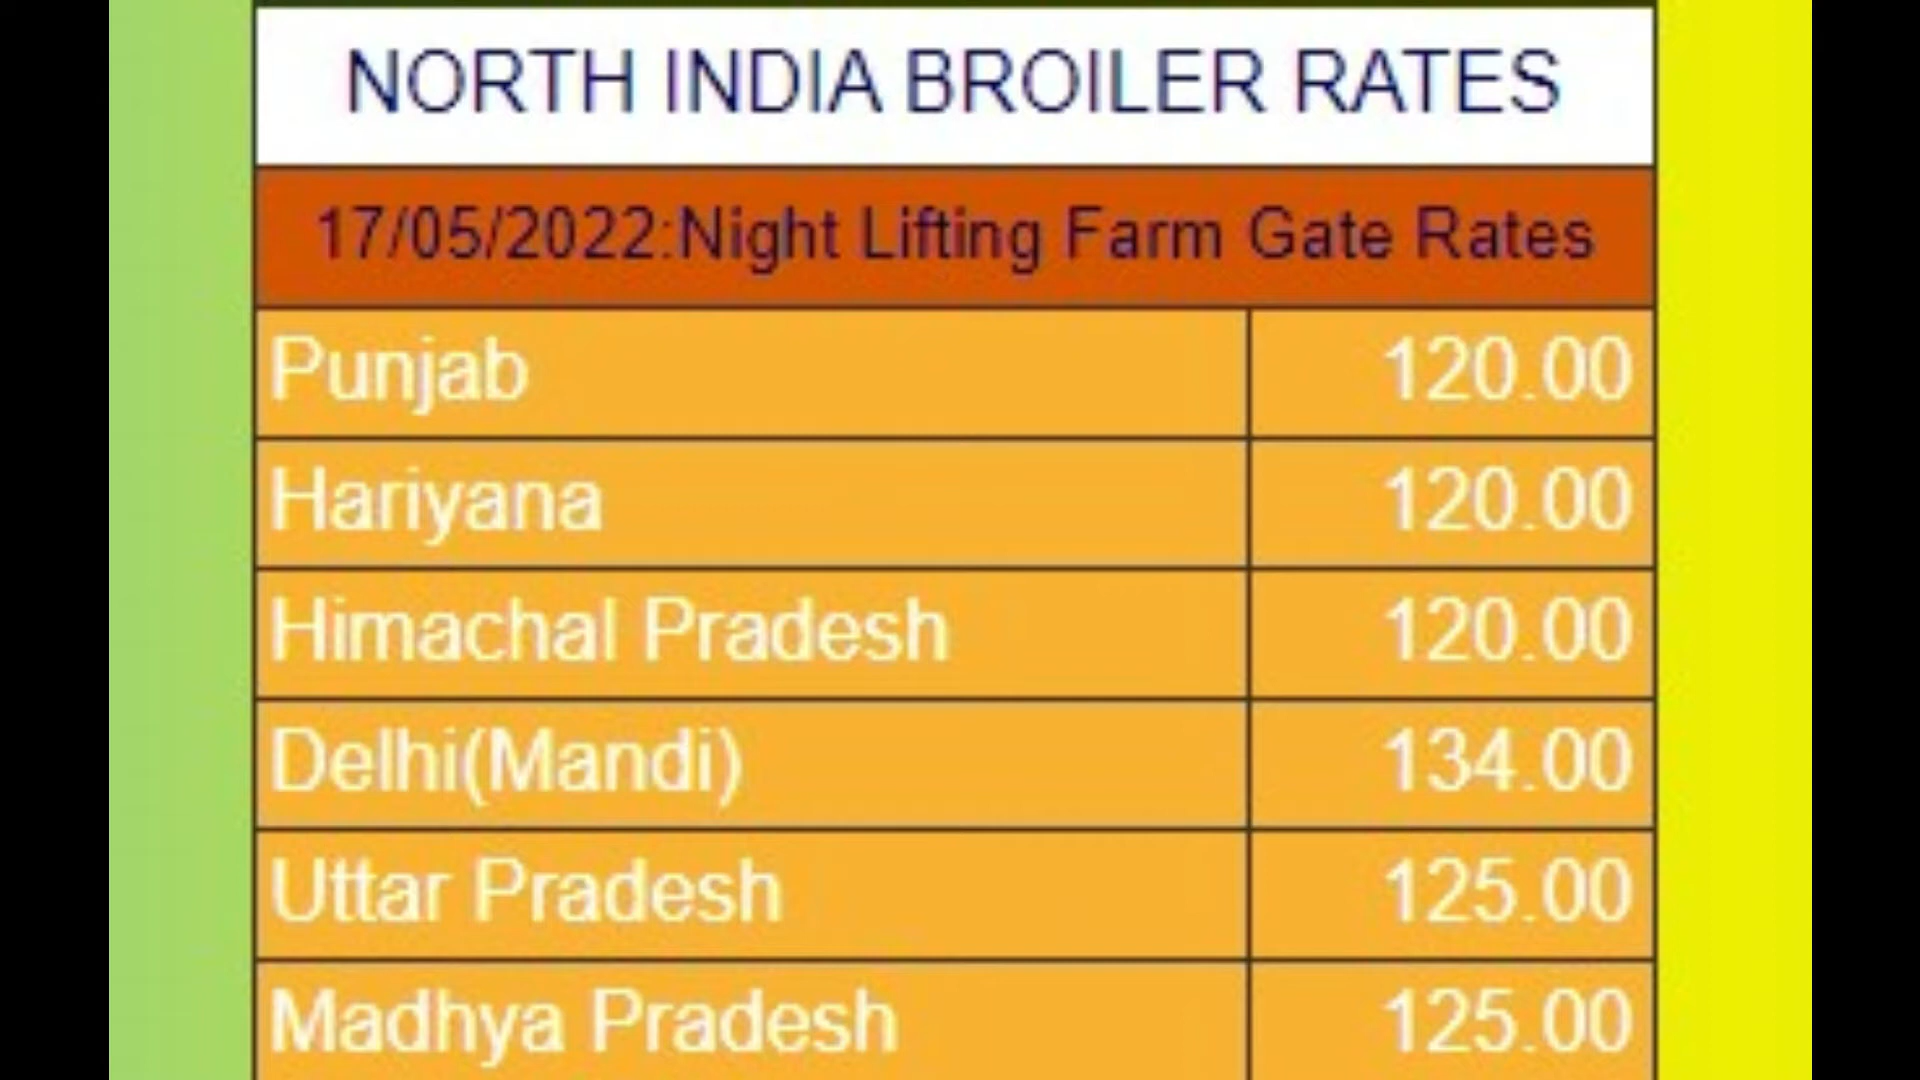 NORTH INDIA BROILER RATES
17/05/2022:Night Lifting Farm Gate Rates
Punjab 120.00
Hariyana 120.00
Himachal Pradesh 120.00
Delhi(Mandi) 134.00
Uttar Pradesh 125.00
Madhya Pradesh 125.00